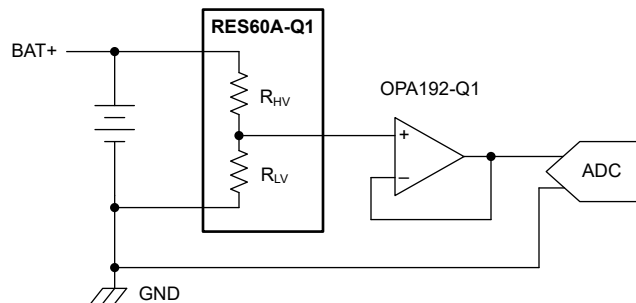 RES60A-Q1
BAT+
R_HV
OPA192-Q1
+
−
R_LV
ADC
GND